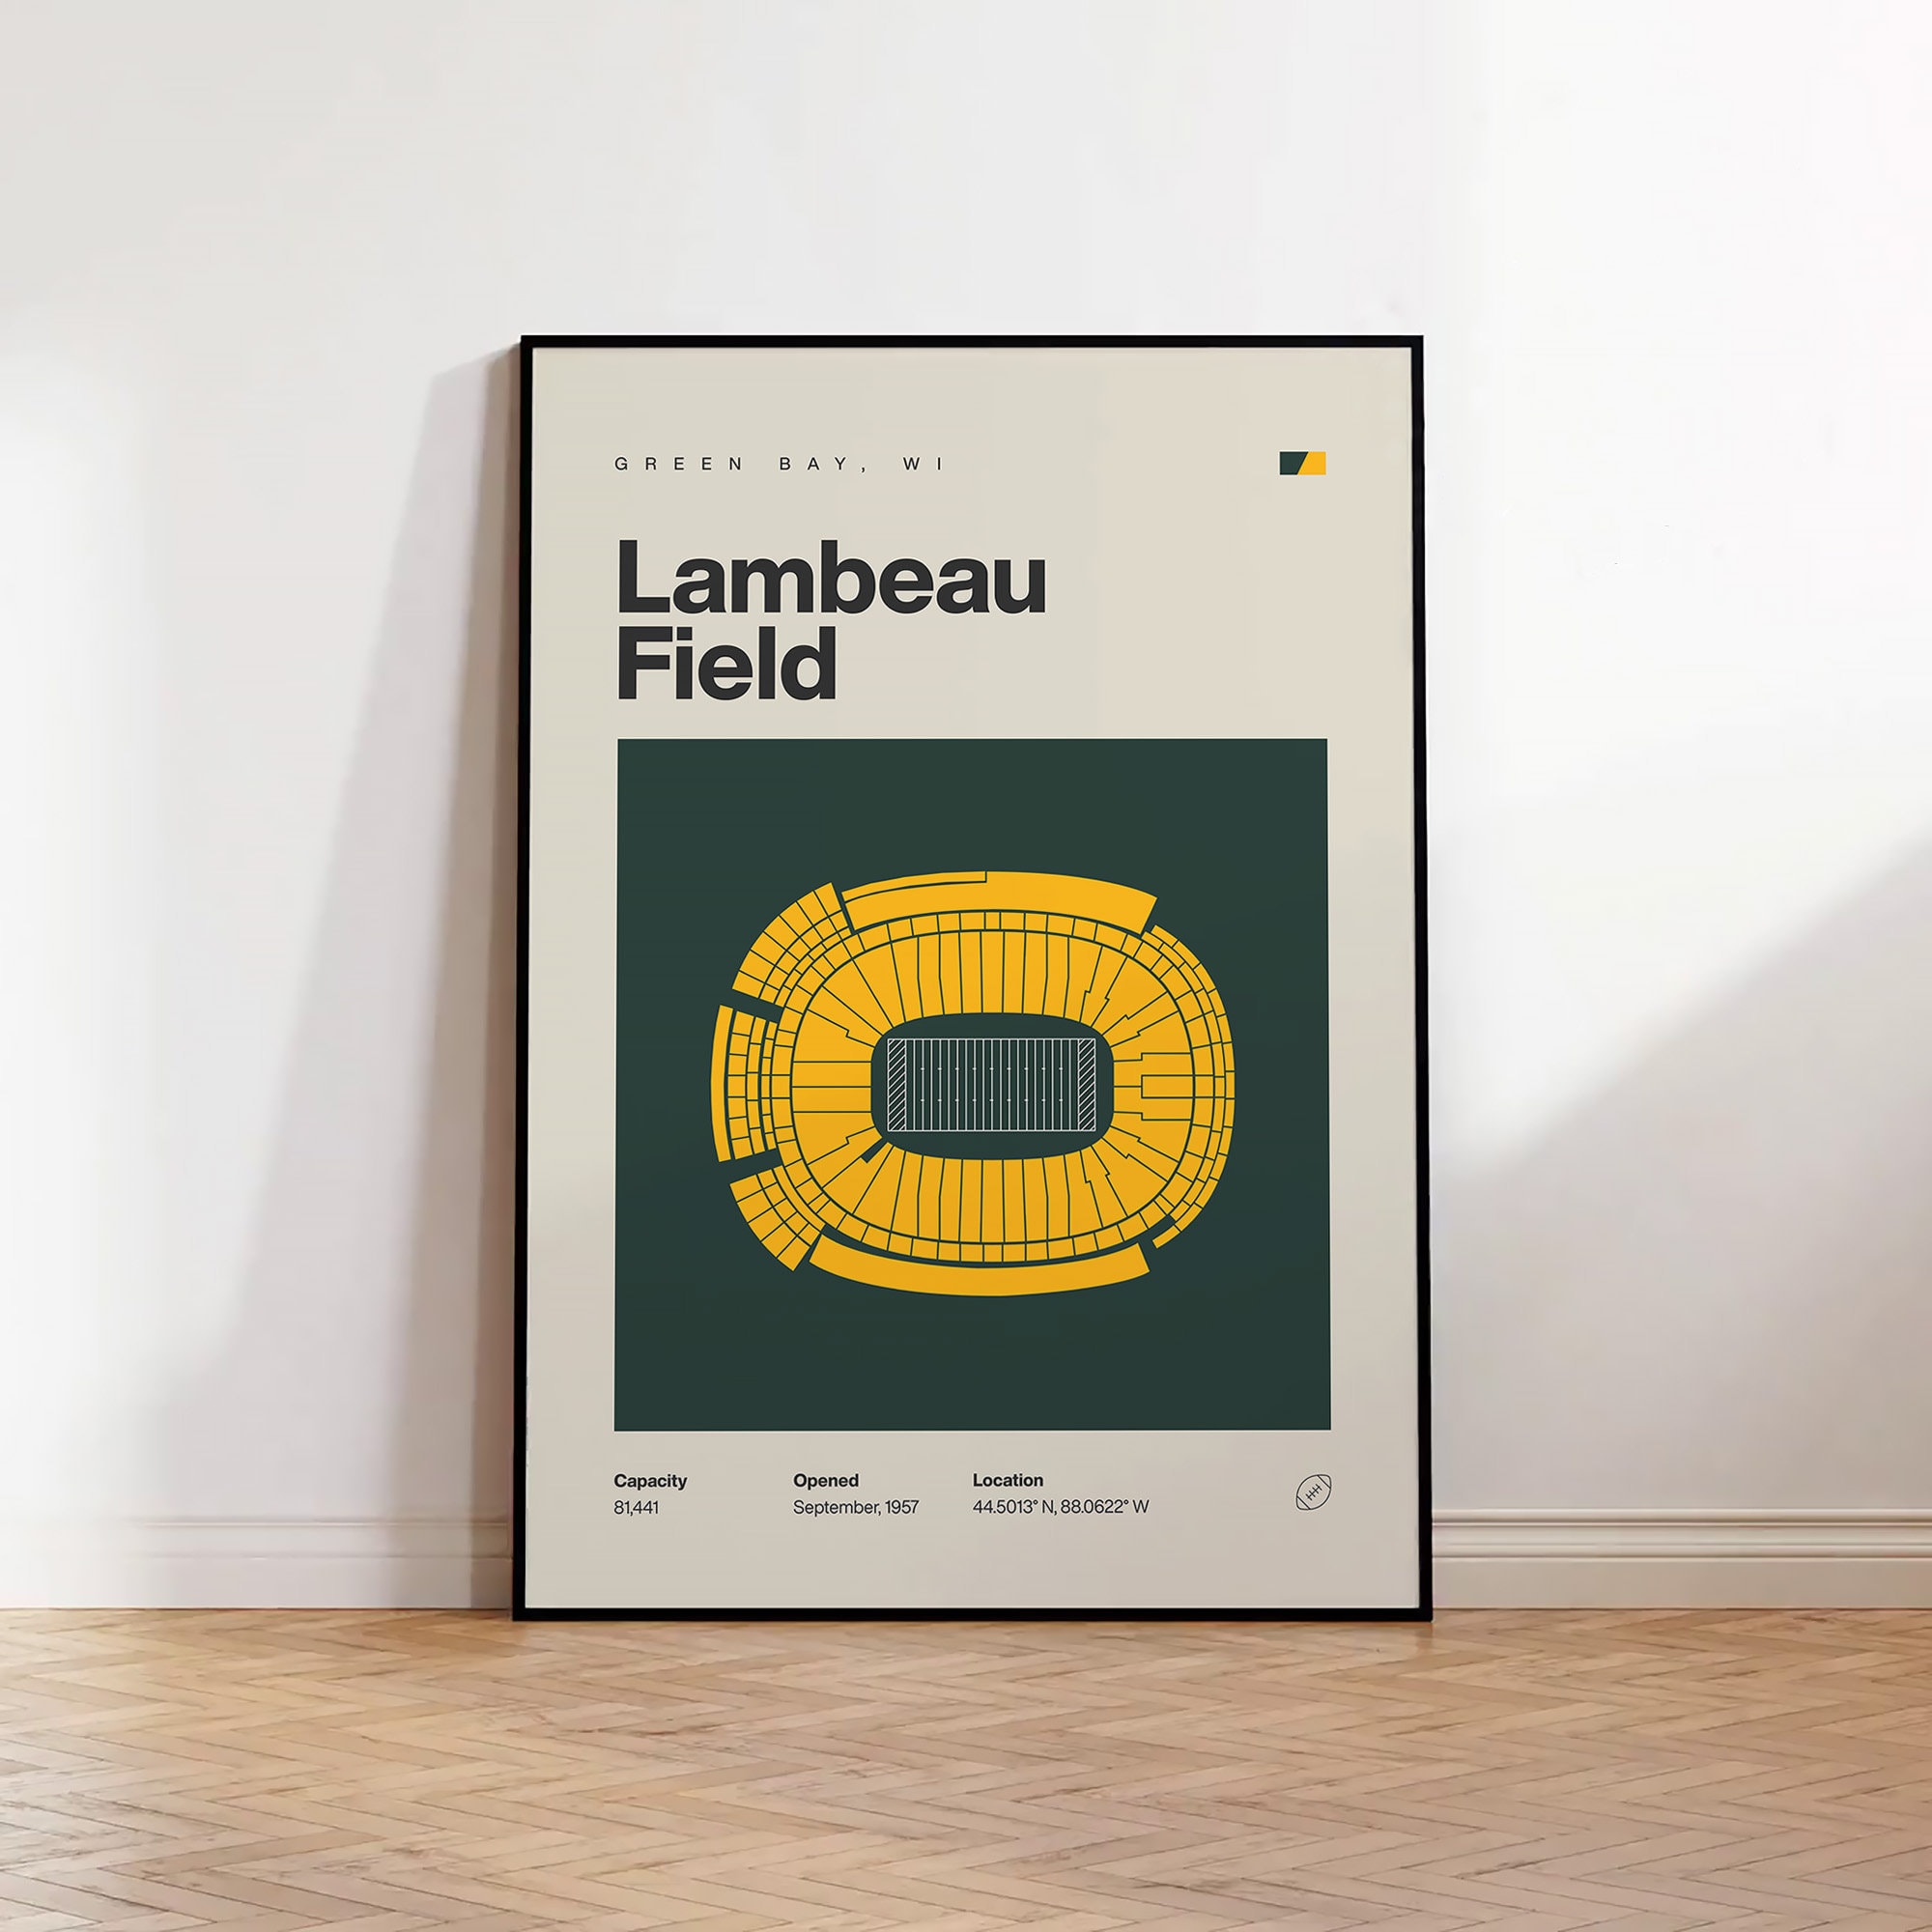 GREEN BAY, WI
Lambeau
Field
Capacity
81,441
Opened
September, 1957
Location
44.5013° N, 88.0622° W